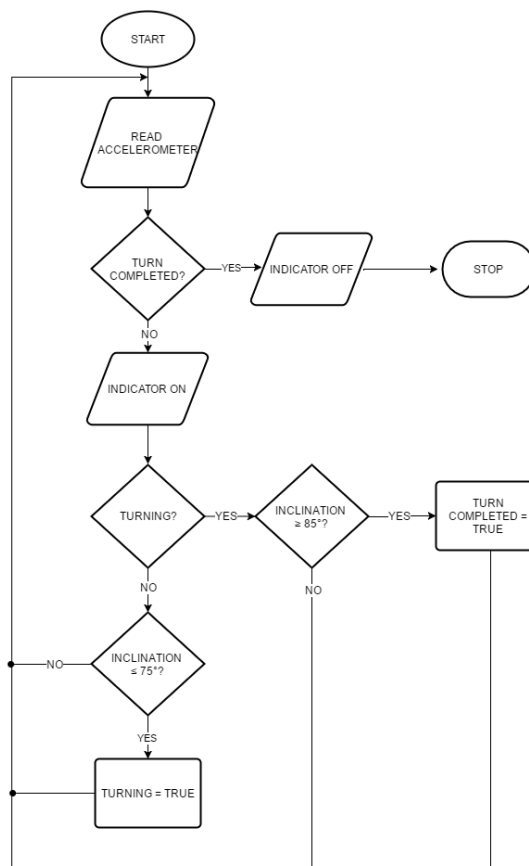 START
READ
ACCELEROMETER
TURN
COMPLETED?
YES
INDICATOR OFF
STOP
NO
INDICATOR ON
TURNING?
YES
INCLINATION
≥ 85°?
YES
TURN
COMPLETED =
TRUE
NO
NO
INCLINATION
≤ 75°?
NO
YES
TURNING = TRUE